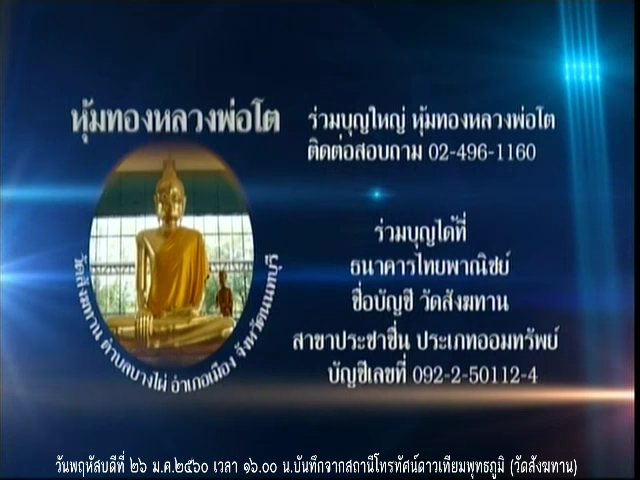 หุ้มทองหลวงพ่อโต
วัดสังฆทาน ตำบลบางไผ่ อำเภอเมือง จังหวัดนนทบุรี
ร่วมบุญใหญ่ หุ้มทองหลวงพ่อโต
ติดต่อสอบถาม 02-496-1160
ร่วมบุญได้ที่
ธนาคารไทยพาณิชย์
ชื่อบัญชี วัดสังฆทาน
สาขาประชาชื่น ประเภทออมทรัพย์
บัญชีเลขที่ 092-2-50112-4
วันพฤหัสบดีที่ ๒๖ ม.ค.๒๕๖๐ เวลา ๑๖.๐๐ น.บันทึกจากสถานีโทรทัศน์ดาวเทียมพุทธภูมิ (วัดสังฆทาน)